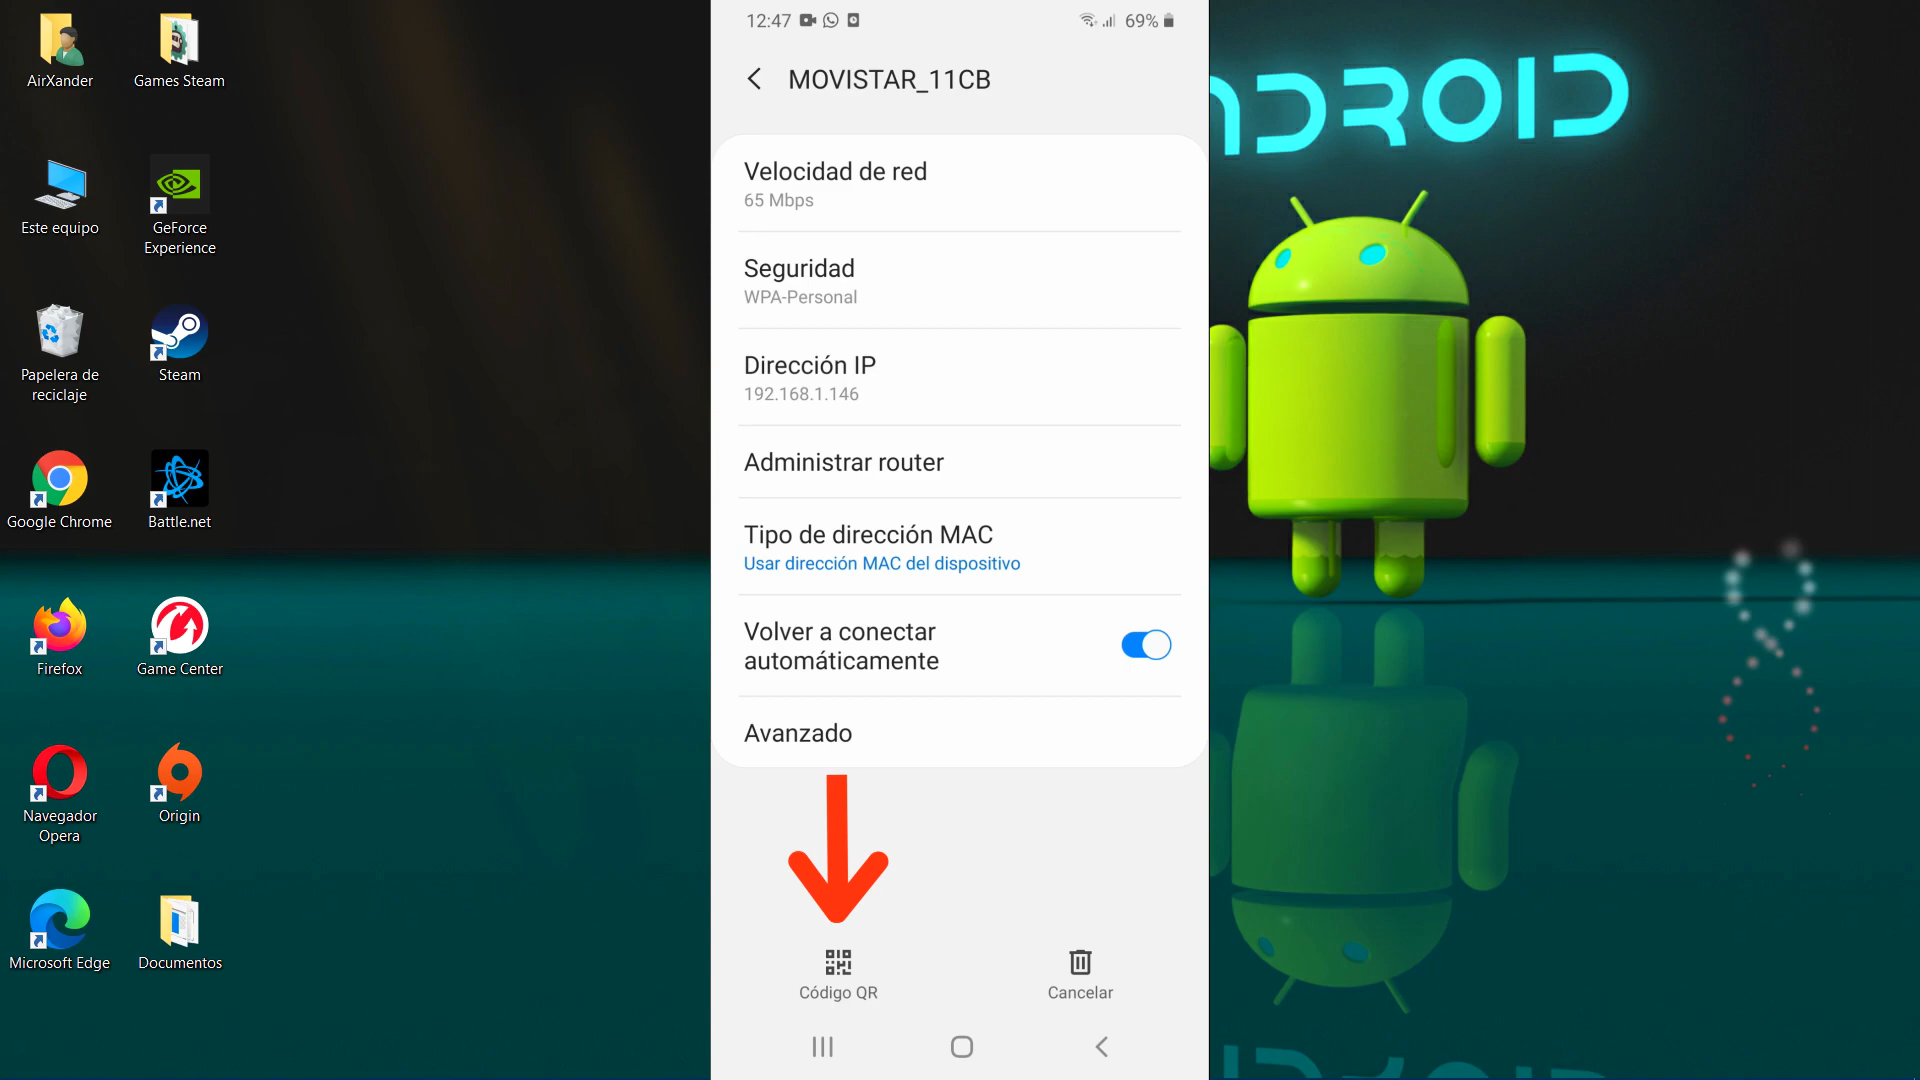 AirXander
Games Steam
Este equipo
GeForce
Experience
Papelera de
reciclaje
Steam
Google Chrome
Battle.net
Firefox
Game Center
Navegador
Opera
Origin
Microsoft Edge
Documentos
12:47
69%
MOVISTAR_11CB
Velocidad de red
65 Mbps
Seguridad
WPA-Personal
Dirección IP
192.168.1.146
Administrar router
Tipo de dirección MAC
Usar dirección MAC del dispositivo
Volver a conectar
automáticamente
Avanzado
Código QR
Cancelar
NDROID